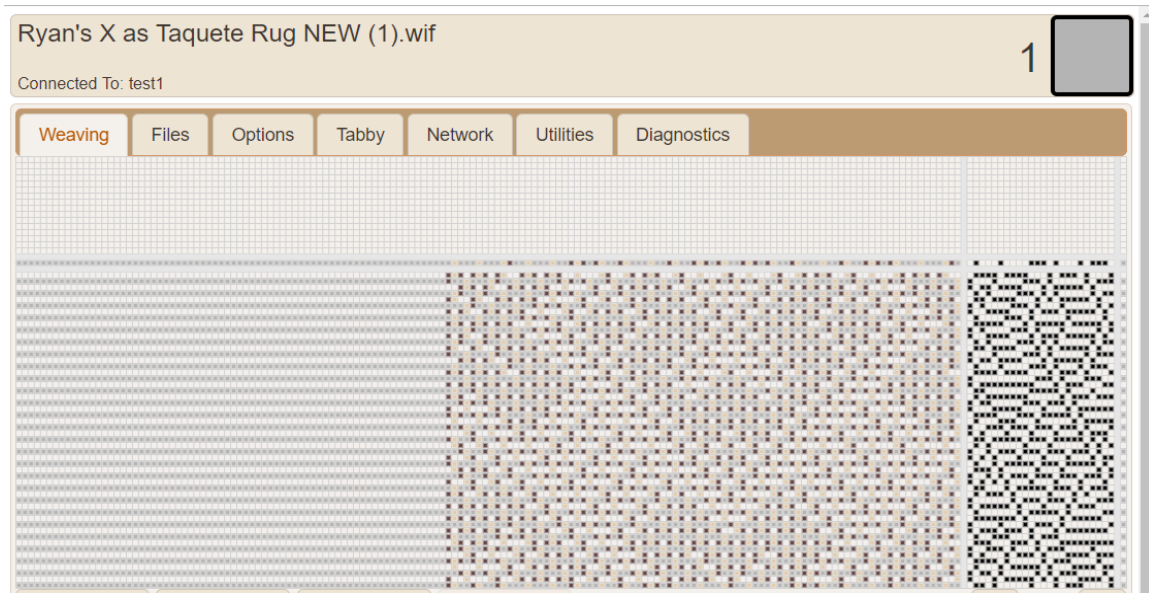 Ryan's X as Taquete Rug NEW (1).wif
1
Connected To: test1
Weaving Files Options Tabby Network Utilities Diagnostics